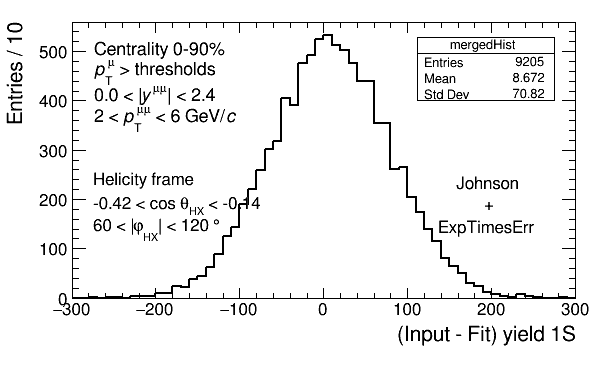 Entries / 10
500
400
300
200
100
0
Centrality 0-90%
p_T^μ > thresholds
0.0 < |y^μμ| < 2.4
2 < p_T^μμ < 6 GeV/c
Helicity frame
-0.42 < cos θ_HX < -0.14
60 < |φ_HX| < 120 °
mergedHist
Entries 9205
Mean 8.672
Std Dev 70.82
Johnson
+
ExpTimesErr
−300 −200 −100 0 100 200 300
(Input - Fit) yield 1S